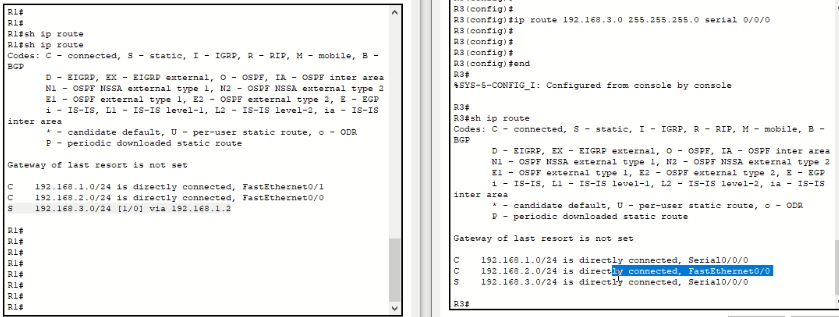 R1#
R1#
R1#sh ip route
R1#sh ip route
Codes: C - connected, S - static, I - IGRP, R - RIP, M - mobile, B -
BGP
D - EIGRP, EX - EIGRP external, O - OSPF, IA - OSPF inter area
N1 - OSPF NSSA external type 1, N2 - OSPF NSSA external type 2
E1 - OSPF external type 1, E2 - OSPF external type 2, E - EGP
i - IS-IS, L1 - IS-IS level-1, L2 - IS-IS level-2, ia - IS-IS
inter area
* - candidate default, U - per-user static route, o - ODR
P - periodic downloaded static route
Gateway of last resort is not set
C 192.168.1.0/24 is directly connected, FastEthernet0/1
C 192.168.2.0/24 is directly connected, FastEthernet0/0
S 192.168.3.0/24 [1/0] via 192.168.1.2
R1#
R1#
R1#
R1#
R1#
R1#
R1#
R1#
R3(config)#
R3(config)#ip route 192.168.3.0 255.255.255.0 serial 0/0/0
R3(config)#
R3(config)#
R3(config)#
R3(config)#end
R3#
%SYS-5-CONFIG_I: Configured from console by console
R3#
R3#sh ip route
Codes: C - connected, S - static, I - IGRP, R - RIP, M - mobile, B -
BGP
D - EIGRP, EX - EIGRP external, O - OSPF, IA - OSPF inter area
N1 - OSPF NSSA external type 1, N2 - OSPF NSSA external type 2
E1 - OSPF external type 1, E2 - OSPF external type 2, E - EGP
i - IS-IS, L1 - IS-IS level-1, L2 - IS-IS level-2, ia - IS-IS
inter area
* - candidate default, U - per-user static route, o - ODR
P - periodic downloaded static route
Gateway of last resort is not set
C 192.168.1.0/24 is directly connected, Serial0/0/0
C 192.168.2.0/24 is directly connected, FastEthernet0/0
S 192.168.3.0/24 is directly connected, Serial0/0/0
R3#